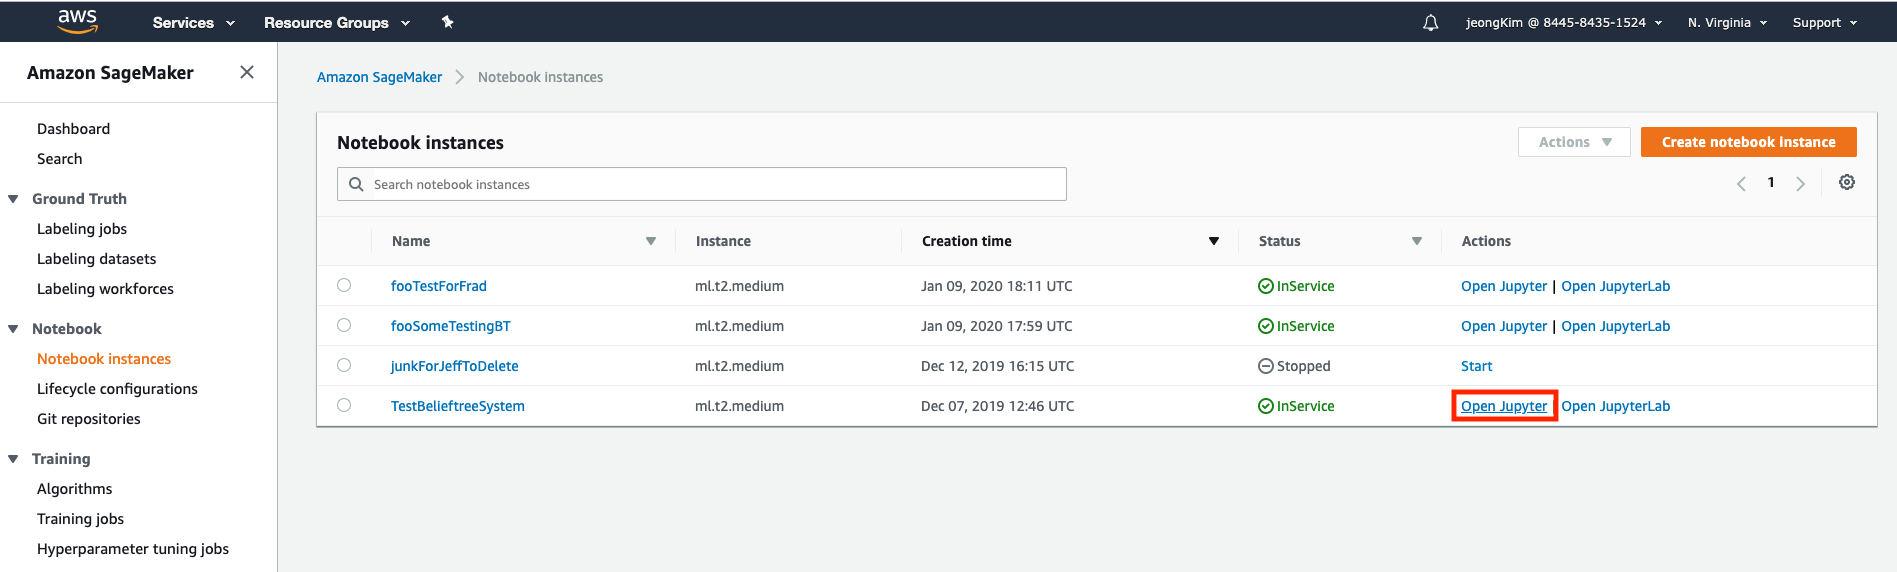 aws Services Resource Groups jeongKim @ 8445-8435-1524 N. Virginia Support
Amazon SageMaker
Dashboard
Search
Ground Truth
Labeling jobs
Labeling datasets
Labeling workforces
Notebook
Notebook instances
Lifecycle configurations
Git repositories
Training
Algorithms
Training jobs
Hyperparameter tuning jobs
Amazon SageMaker Notebook instances
Notebook instances Actions Create notebook instance
Search notebook instances 1
Name Instance Creation time Status Actions
fooTestForFrad ml.t2.medium Jan 09, 2020 18:11 UTC InService Open Jupyter | Open JupyterLab
fooSomeTestingBT ml.t2.medium Jan 09, 2020 17:59 UTC InService Open Jupyter | Open JupyterLab
junkForJeffToDelete ml.t2.medium Dec 12, 2019 16:15 UTC Stopped Start
TestBelieftreeSystem ml.t2.medium Dec 07, 2019 12:46 UTC InService Open Jupyter Open JupyterLab